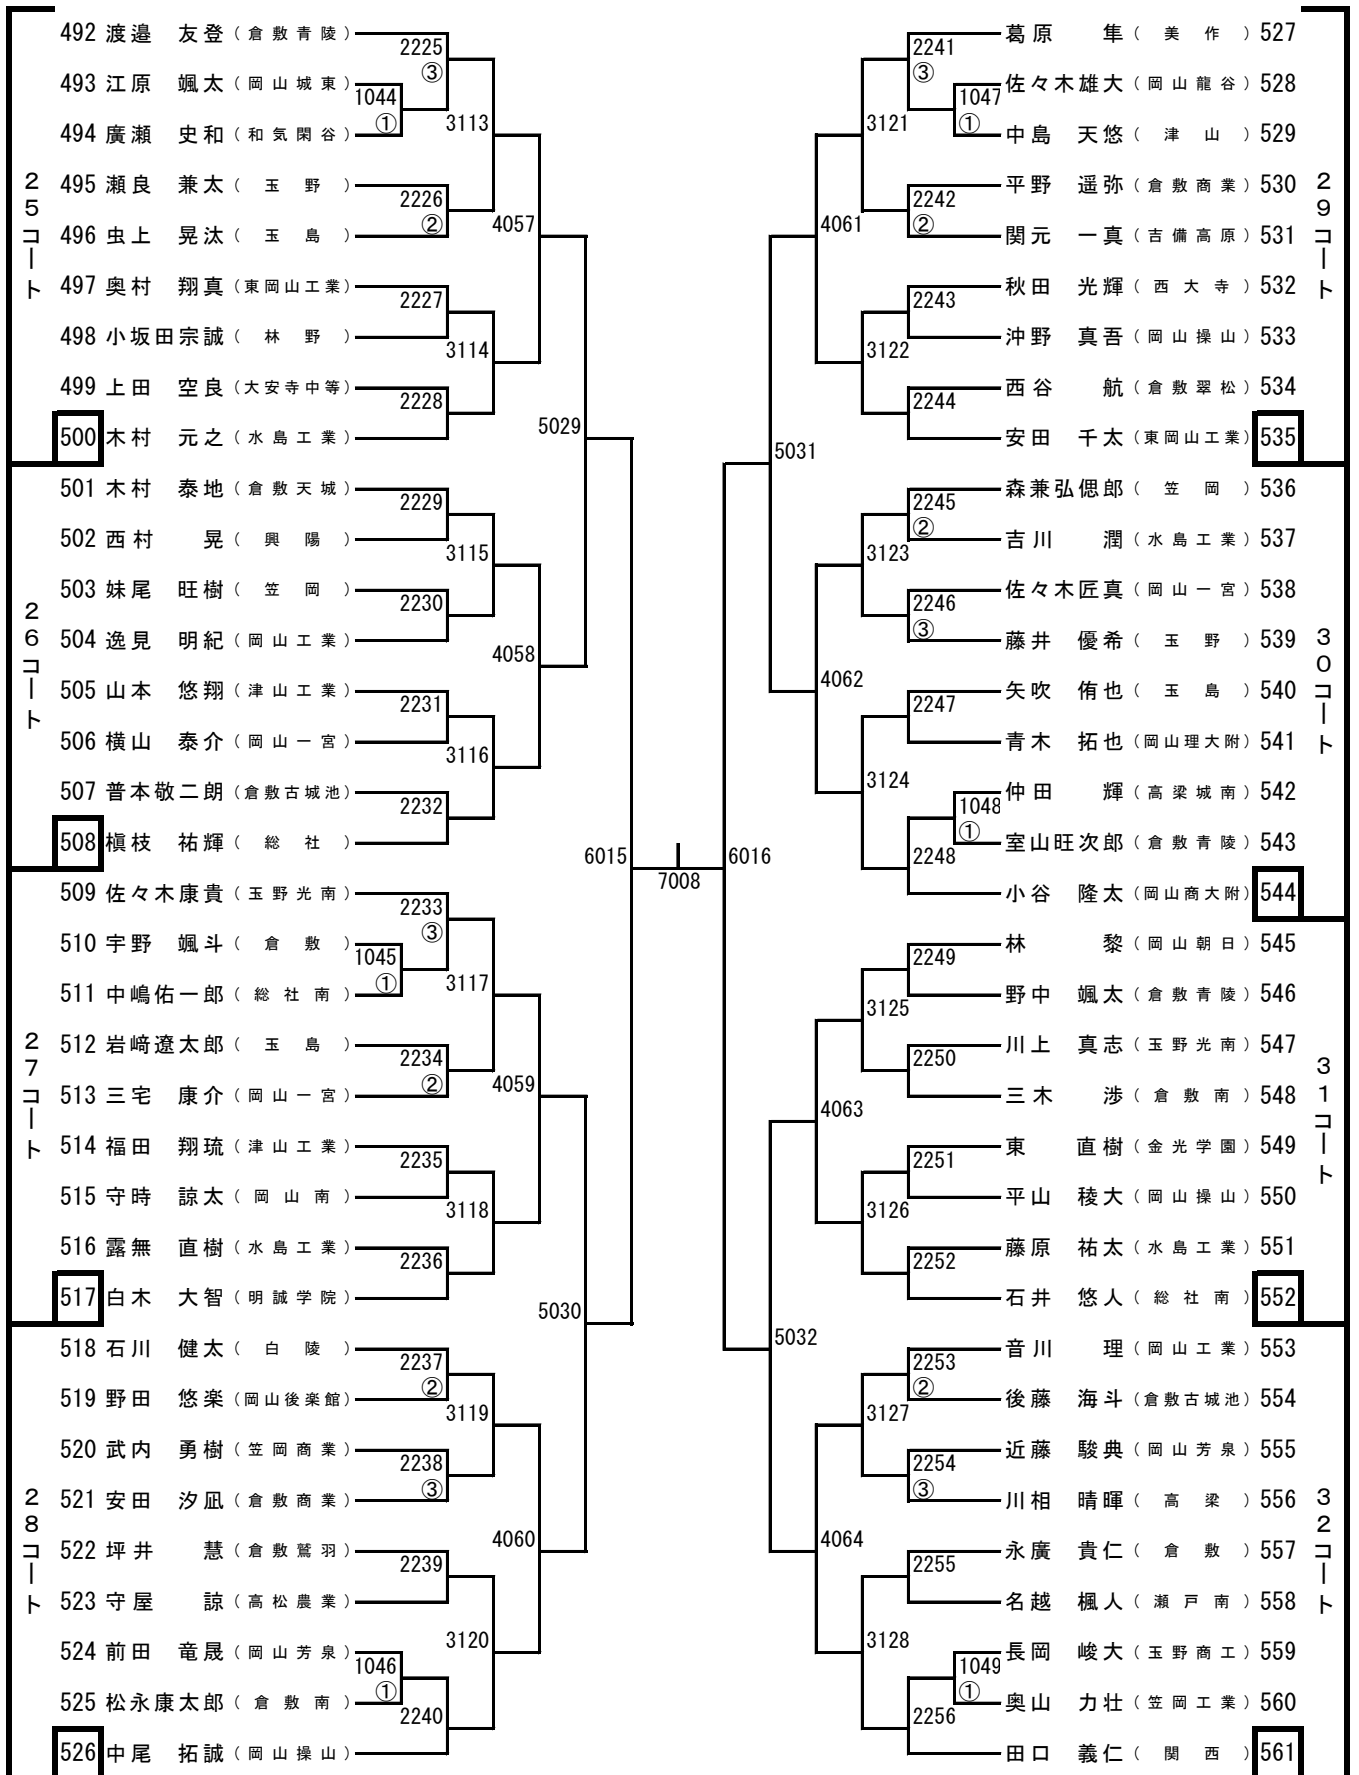 492 渡邉 友登 (倉敷青陵)
2225
③
493 江原 颯太 (岡山城東)
1044
①
494 廣瀬 史和 (和気閑谷)
3113
495 瀬良 兼太 (玉野)
2226
②
496 虫上 晃汰 (玉島)
4057
497 奥村 翔真 (東岡山工業)
2227
498 小坂田宗誠 (林野)
3114
499 上田 空良 (大安寺中等)
2228
500 木村 元之 (水島工業)
25コート
5029
501 木村 泰地 (倉敷天城)
2229
502 西村 晃 (興陽)
3115
503 妹尾 旺樹 (笠岡)
2230
504 逸見 明紀 (岡山工業)
4058
505 山本 悠翔 (津山工業)
2231
506 横山 泰介 (岡山一宮)
3116
507 普本敬二朗 (倉敷古城池)
2232
508 槇枝 祐輝 (総社)
26コート
6015
7008
6016
509 佐々木康貴 (玉野光南)
2233
③
510 宇野 颯斗 (倉敷)
1045
①
511 中嶋佑一郎 (総社南)
3117
512 岩﨑遼太郎 (玉島)
2234
②
513 三宅 康介 (岡山一宮)
4059
514 福田 翔琉 (津山工業)
2235
515 守時 諒太 (岡山南)
3118
516 露無 直樹 (水島工業)
2236
517 白木 大智 (明誠学院)
27コート
5030
518 石川 健太 (白陵)
2237
②
519 野田 悠楽 (岡山後楽館)
3119
520 武内 勇樹 (笠岡商業)
2238
③
521 安田 汐凪 (倉敷商業)
4060
522 坪井 慧 (倉敷鷲羽)
2239
523 守屋 諒 (高松農業)
3120
524 前田 竜晟 (岡山芳泉)
1046
①
525 松永康太郎 (倉敷南)
2240
526 中尾 拓誠 (岡山操山)
28コート
葛原 隼 (美作) 527
2241
③
佐々木雄大 (岡山龍谷) 528
1047
①
中島 天悠 (津山) 529
3121
平野 遥弥 (倉敷商業) 530
2242
②
関元 一真 (吉備高原) 531
4061
秋田 光輝 (西大寺) 532
2243
沖野 真吾 (岡山操山) 533
3122
西谷 航 (倉敷翠松) 534
2244
安田 千太 (東岡山工業) 535
29コート
5031
森兼弘偲郎 (笠岡) 536
2245
②
吉川 潤 (水島工業) 537
3123
佐々木匠真 (岡山一宮) 538
2246
③
藤井 優希 (玉野) 539
4062
矢吹 侑也 (玉島) 540
2247
青木 拓也 (岡山理大附) 541
3124
仲田 輝 (高梁城南) 542
1048
①
室山旺次郎 (倉敷青陵) 543
2248
小谷 隆太 (岡山商大附) 544
30コート
林 黎 (岡山朝日) 545
2249
野中 颯太 (倉敷青陵) 546
3125
川上 真志 (玉野光南) 547
2250
三木 渉 (倉敷南) 548
4063
東 直樹 (金光学園) 549
2251
平山 稜大 (岡山操山) 550
3126
藤原 祐太 (水島工業) 551
2252
石井 悠人 (総社南) 552
31コート
5032
音川 理 (岡山工業) 553
2253
②
後藤 海斗 (倉敷古城池) 554
3127
近藤 駿典 (岡山芳泉) 555
2254
③
川相 晴暉 (高梁) 556
4064
永廣 貴仁 (倉敷) 557
2255
名越 楓人 (瀬戸南) 558
3128
長岡 峻大 (玉野商工) 559
1049
①
奥山 力壮 (笠岡工業) 560
2256
田口 義仁 (関西) 561
32コート